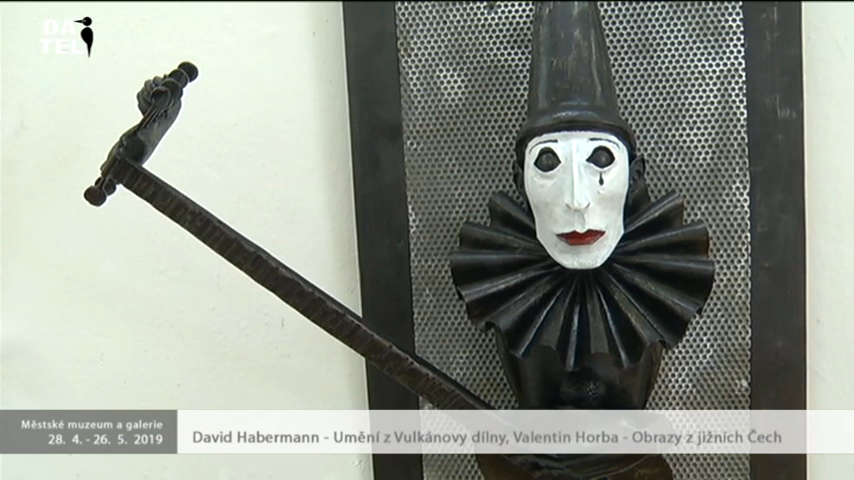 DA
TEL
Městské muzeum a galerie
28. 4. - 26. 5. 2019
David Habermann - Umění z Vulkánovy dílny, Valentin Horba - Obrazy z jižních Čech